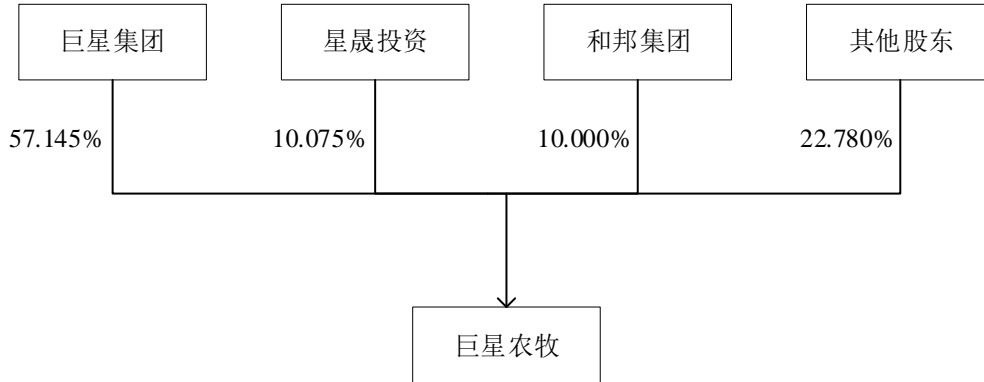 巨星集团
星晟投资
和邦集团
其他股东
57.145%
10.075%
10.000%
22.780%
巨星农牧